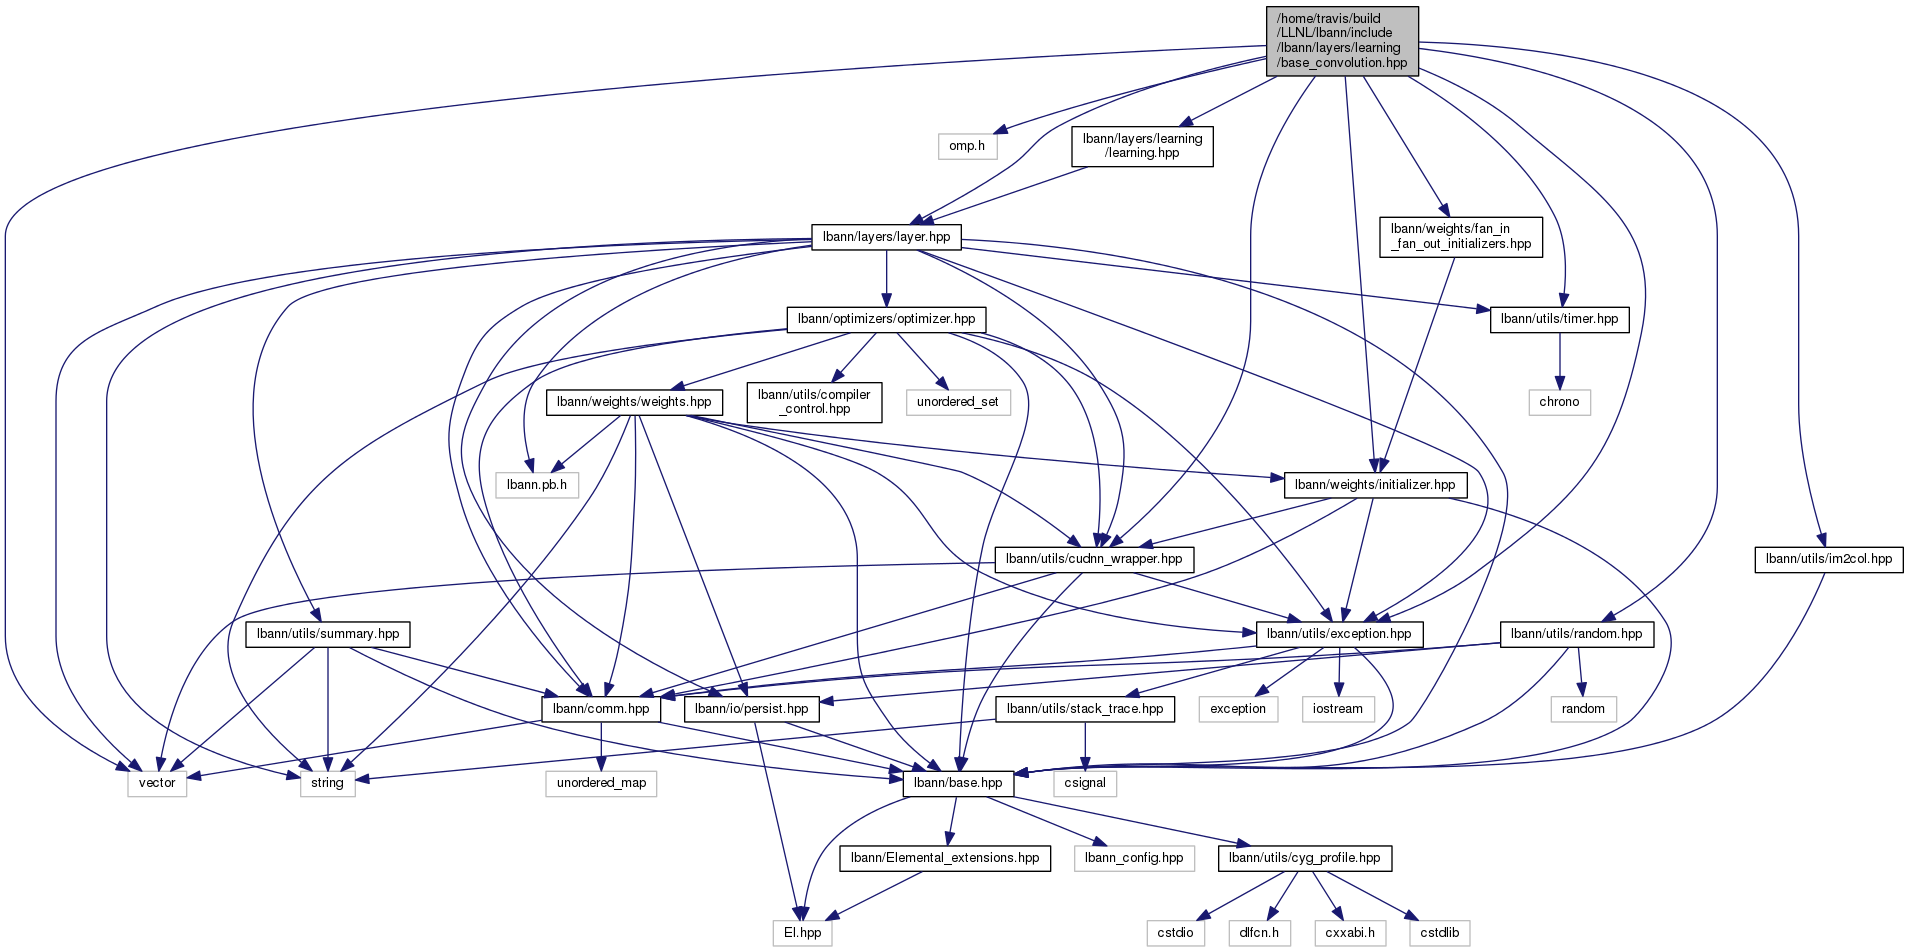 /home/travis/build
/LLNL/lbann/include
/lbann/layers/learning
/base_convolution.hpp
omp.h
lbann/layers/learning
/learning.hpp
lbann/layers/layer.hpp
lbann/weights/fan_in
_fan_out_initializers.hpp
lbann/optimizers/optimizer.hpp
lbann/utils/timer.hpp
lbann/weights/weights.hpp
lbann/utils/compiler
_control.hpp
unordered_set
chrono
lbann.pb.h
lbann/weights/initializer.hpp
lbann/utils/cudnn_wrapper.hpp
lbann/utils/im2col.hpp
lbann/utils/summary.hpp
lbann/utils/exception.hpp
lbann/utils/random.hpp
lbann/comm.hpp
lbann/io/persist.hpp
lbann/utils/stack_trace.hpp
exception
iostream
random
vector
string
unordered_map
lbann/base.hpp
csignal
lbann/Elemental_extensions.hpp
lbann_config.hpp
lbann/utils/cyg_profile.hpp
El.hpp
cstdio
dlfcn.h
cxxabi.h
cstdlib